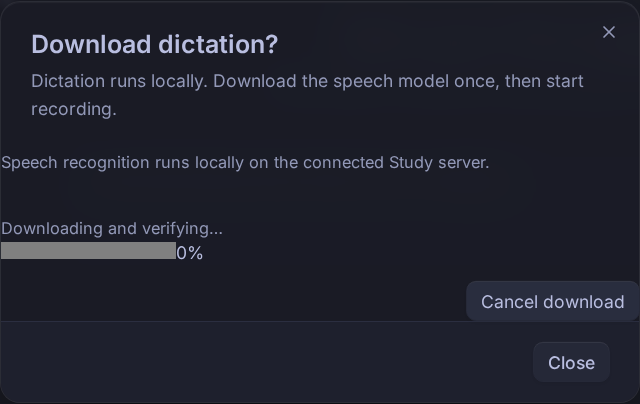 Download dictation?
Dictation runs locally. Download the speech model once, then start
recording.
Speech recognition runs locally on the connected Study server.
Downloading and verifying...
0%
Cancel download
Close